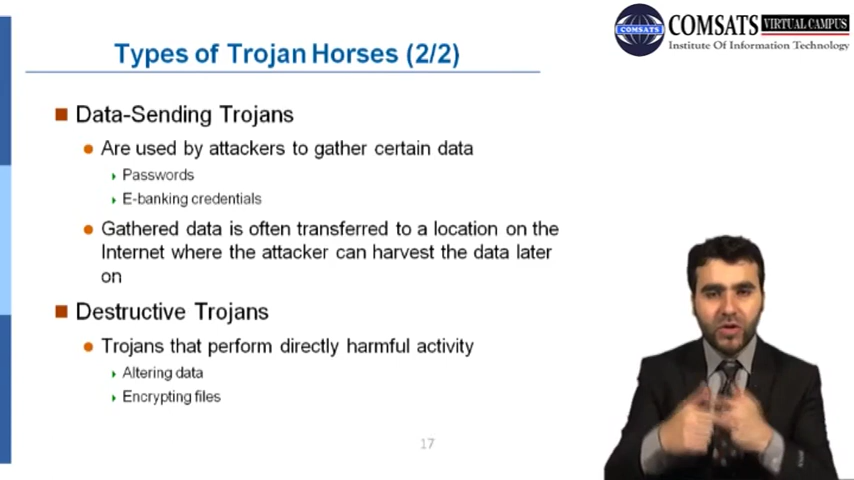 COMSATS VIRTUAL CAMPUS
COMSATS
Institute Of Information Technology
Types of Trojan Horses (2/2)
Data-Sending Trojans
Are used by attackers to gather certain data
Passwords
E-banking credentials
Gathered data is often transferred to a location on the
Internet where the attacker can harvest the data later
on
Destructive Trojans
Trojans that perform directly harmful activity
Altering data
Encrypting files
17